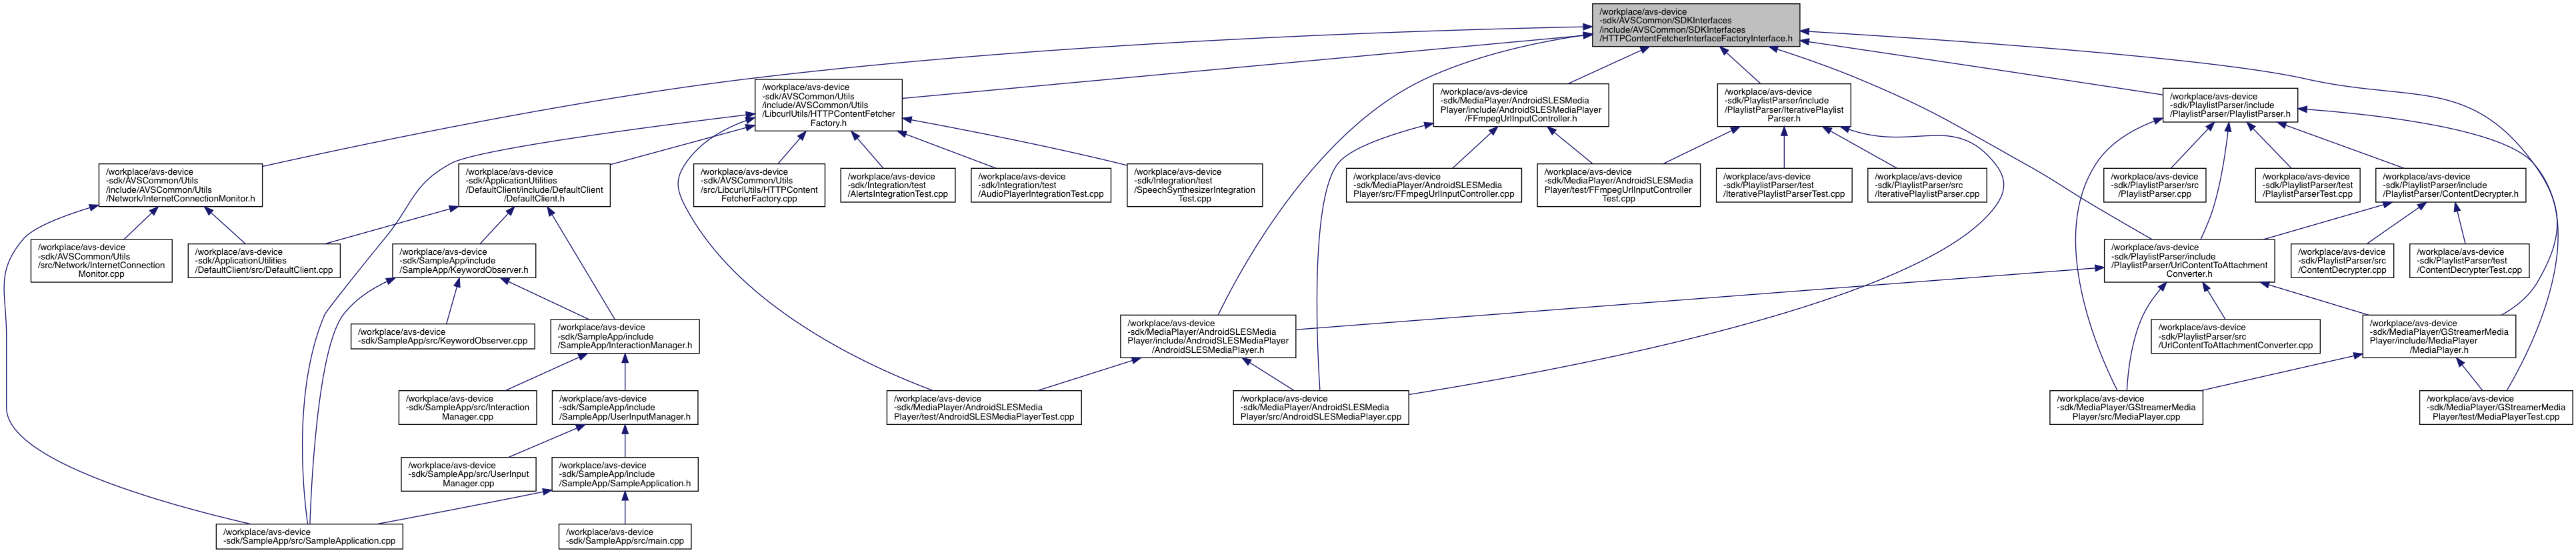 /workplace/avs-device
-sdk/AVSCommon/SDKInterfaces
/include/AVSCommon/SDKInterfaces
/HTTPContentFetcherInterfaceFactoryInterface.h
/workplace/avs-device
-sdk/AVSCommon/Utils
/include/AVSCommon/Utils
/LibcurlUtils/HTTPContentFetcher
Factory.h
/workplace/avs-device
-sdk/MediaPlayer/AndroidSLESMedia
Player/include/AndroidSLESMediaPlayer
/FFmpegUrlInputController.h
/workplace/avs-device
-sdk/PlaylistParser/include
/PlaylistParser/IterativePlaylist
Parser.h
/workplace/avs-device
-sdk/PlaylistParser/include
/PlaylistParser/PlaylistParser.h
/workplace/avs-device
-sdk/AVSCommon/Utils
/include/AVSCommon/Utils
/Network/InternetConnectionMonitor.h
/workplace/avs-device
-sdk/ApplicationUtilities
/DefaultClient/include/DefaultClient
/DefaultClient.h
/workplace/avs-device
-sdk/AVSCommon/Utils
/src/LibcurlUtils/HTTPContent
FetcherFactory.cpp
/workplace/avs-device
-sdk/Integration/test
/AlertsIntegrationTest.cpp
/workplace/avs-device
-sdk/Integration/test
/AudioPlayerIntegrationTest.cpp
/workplace/avs-device
-sdk/Integration/test
/SpeechSynthesizerIntegration
Test.cpp
/workplace/avs-device
-sdk/MediaPlayer/AndroidSLESMedia
Player/src/FFmpegUrlInputController.cpp
/workplace/avs-device
-sdk/MediaPlayer/AndroidSLESMedia
Player/test/FFmpegUrlInputController
Test.cpp
/workplace/avs-device
-sdk/PlaylistParser/test
/IterativePlaylistParserTest.cpp
/workplace/avs-device
-sdk/PlaylistParser/src
/IterativePlaylistParser.cpp
/workplace/avs-device
-sdk/PlaylistParser/src
/PlaylistParser.cpp
/workplace/avs-device
-sdk/PlaylistParser/test
/PlaylistParserTest.cpp
/workplace/avs-device
-sdk/PlaylistParser/include
/PlaylistParser/ContentDecrypter.h
/workplace/avs-device
-sdk/AVSCommon/Utils
/src/Network/InternetConnection
Monitor.cpp
/workplace/avs-device
-sdk/ApplicationUtilities
/DefaultClient/src/DefaultClient.cpp
/workplace/avs-device
-sdk/SampleApp/include
/SampleApp/KeywordObserver.h
/workplace/avs-device
-sdk/PlaylistParser/include
/PlaylistParser/UrlContentToAttachment
Converter.h
/workplace/avs-device
-sdk/PlaylistParser/src
/ContentDecrypter.cpp
/workplace/avs-device
-sdk/PlaylistParser/test
/ContentDecrypterTest.cpp
/workplace/avs-device
-sdk/SampleApp/src/KeywordObserver.cpp
/workplace/avs-device
-sdk/SampleApp/include
/SampleApp/InteractionManager.h
/workplace/avs-device
-sdk/MediaPlayer/AndroidSLESMedia
Player/include/AndroidSLESMediaPlayer
/AndroidSLESMediaPlayer.h
/workplace/avs-device
-sdk/PlaylistParser/src
/UrlContentToAttachmentConverter.cpp
/workplace/avs-device
-sdk/MediaPlayer/GStreamerMedia
Player/include/MediaPlayer
/MediaPlayer.h
/workplace/avs-device
-sdk/SampleApp/src/Interaction
Manager.cpp
/workplace/avs-device
-sdk/SampleApp/include
/SampleApp/UserInputManager.h
/workplace/avs-device
-sdk/MediaPlayer/AndroidSLESMedia
Player/test/AndroidSLESMediaPlayerTest.cpp
/workplace/avs-device
-sdk/MediaPlayer/AndroidSLESMedia
Player/src/AndroidSLESMediaPlayer.cpp
/workplace/avs-device
-sdk/MediaPlayer/GStreamerMedia
Player/src/MediaPlayer.cpp
/workplace/avs-device
-sdk/MediaPlayer/GStreamerMedia
Player/test/MediaPlayerTest.cpp
/workplace/avs-device
-sdk/SampleApp/src/UserInput
Manager.cpp
/workplace/avs-device
-sdk/SampleApp/include
/SampleApp/SampleApplication.h
/workplace/avs-device
-sdk/SampleApp/src/SampleApplication.cpp
/workplace/avs-device
-sdk/SampleApp/src/main.cpp